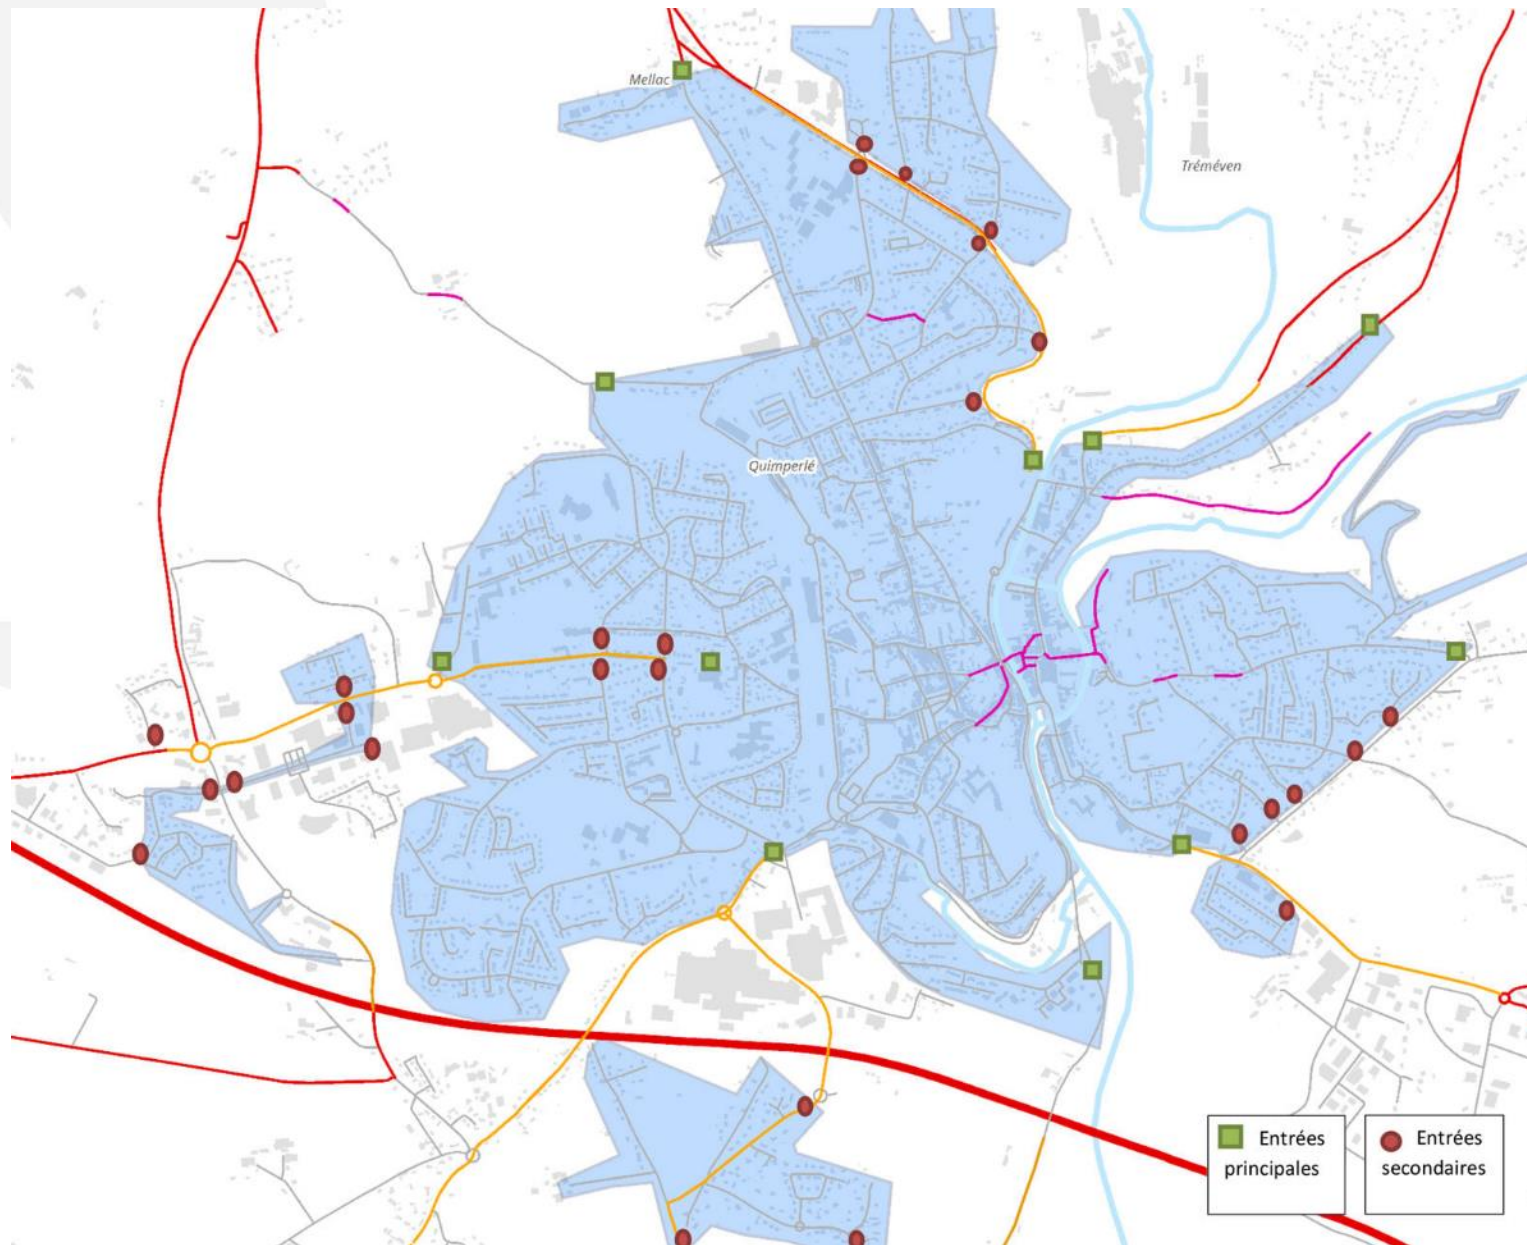 Mellac
Tréméven
Quimperlé
Entrées
principales
Entrées
secondaires